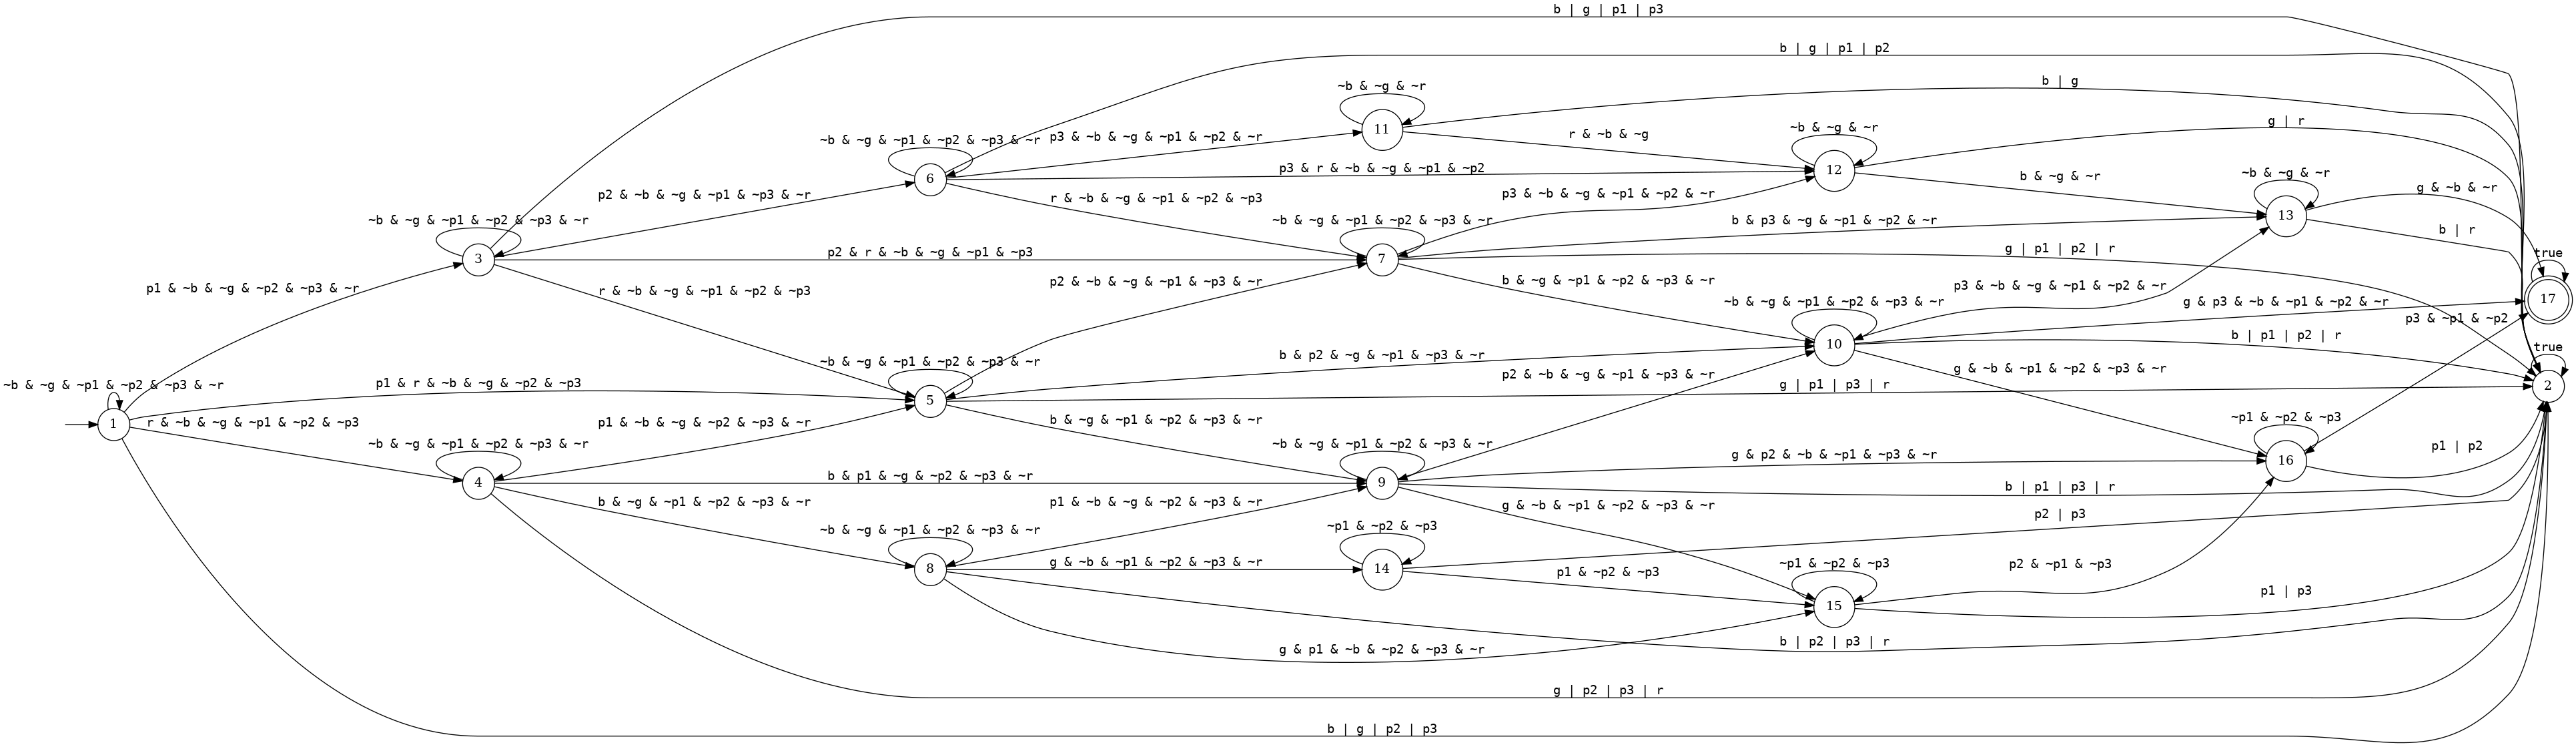 b | g | p1 | p3
b | g | p1 | p2
b | g
~b & ~g & ~r
11
g | r
~b & ~g & ~r
r & ~b & ~g
p3 & ~b & ~g & ~p1 & ~p2 & ~r
~b & ~g & ~p1 & ~p2 & ~p3 & ~r
6
p3 & r & ~b & ~g & ~p1 & ~p2
12
b & ~g & ~r
~b & ~g & ~r
g & ~b & ~r
p2 & ~b & ~g & ~p1 & ~p3 & ~r
r & ~b & ~g & ~p1 & ~p2 & ~p3
p3 & ~b & ~g & ~p1 & ~p2 & ~r
13
~b & ~g & ~p1 & ~p2 & ~p3 & ~r
~b & ~g & ~p1 & ~p2 & ~p3 & ~r
b & p3 & ~g & ~p1 & ~p2 & ~r
b | r
3
p2 & r & ~b & ~g & ~p1 & ~p3
7
g | p1 | p2 | r
true
p1 & ~b & ~g & ~p2 & ~p3 & ~r
r & ~b & ~g & ~p1 & ~p2 & ~p3
p2 & ~b & ~g & ~p1 & ~p3 & ~r
b & ~g & ~p1 & ~p2 & ~p3 & ~r
p3 & ~b & ~g & ~p1 & ~p2 & ~r
17
~b & ~g & ~p1 & ~p2 & ~p3 & ~r
g & p3 & ~b & ~p1 & ~p2 & ~r
p3 & ~p1 & ~p2
10
b | p1 | p2 | r
true
~b & ~g & ~p1 & ~p2 & ~p3 & ~r
b & p2 & ~g & ~p1 & ~p3 & ~r
p2 & ~b & ~g & ~p1 & ~p3 & ~r
g & ~b & ~p1 & ~p2 & ~p3 & ~r
2
~b & ~g & ~p1 & ~p2 & ~p3 & ~r
p1 & r & ~b & ~g & ~p2 & ~p3
5
g | p1 | p3 | r
1
r & ~b & ~g & ~p1 & ~p2 & ~p3
p1 & ~b & ~g & ~p2 & ~p3 & ~r
b & ~g & ~p1 & ~p2 & ~p3 & ~r
~p1 & ~p2 & ~p3
~b & ~g & ~p1 & ~p2 & ~p3 & ~r
~b & ~g & ~p1 & ~p2 & ~p3 & ~r
g & p2 & ~b & ~p1 & ~p3 & ~r
16
p1 | p2
4
b & p1 & ~g & ~p2 & ~p3 & ~r
9
b | p1 | p3 | r
b & ~g & ~p1 & ~p2 & ~p3 & ~r
p1 & ~b & ~g & ~p2 & ~p3 & ~r
g & ~b & ~p1 & ~p2 & ~p3 & ~r
p2 | p3
~b & ~g & ~p1 & ~p2 & ~p3 & ~r
~p1 & ~p2 & ~p3
8
g & ~b & ~p1 & ~p2 & ~p3 & ~r
14
p1 & ~p2 & ~p3
~p1 & ~p2 & ~p3
p2 & ~p1 & ~p3
15
p1 | p3
g & p1 & ~b & ~p2 & ~p3 & ~r
b | p2 | p3 | r
g | p2 | p3 | r
b | g | p2 | p3